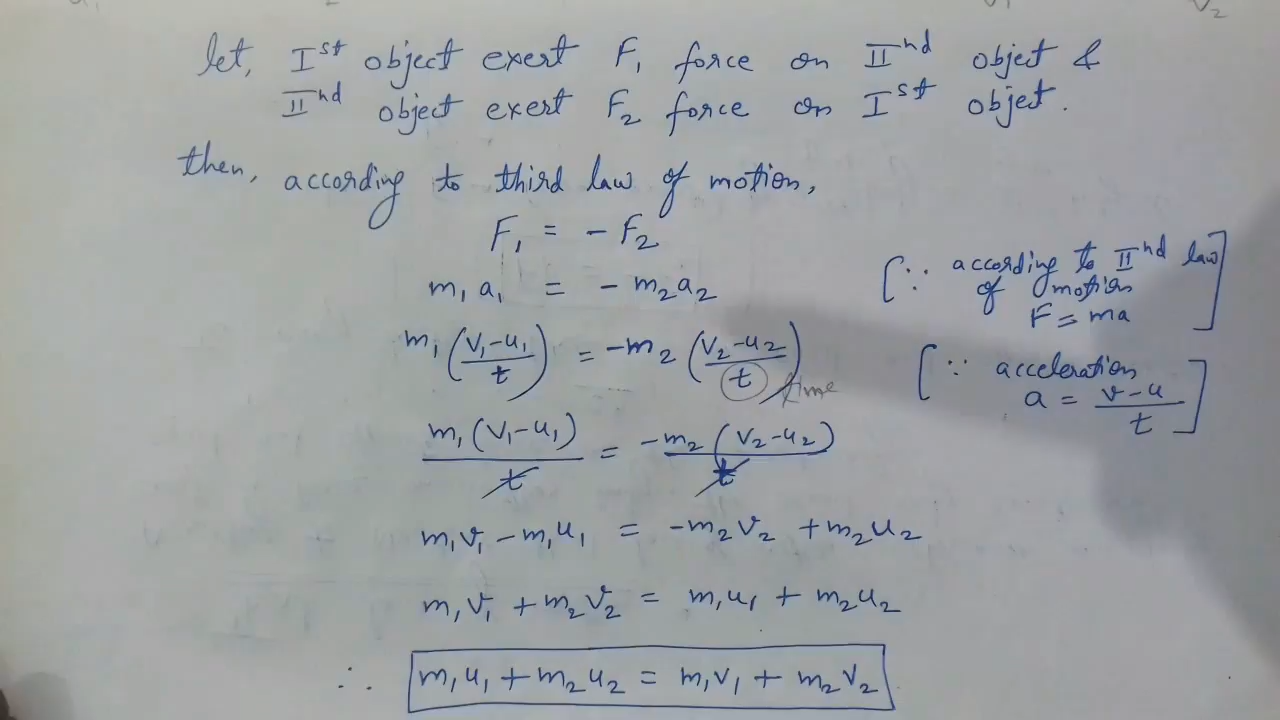 let, Ist object exert F₁ force on IInd object &
IInd object exert F₂ force on Ist objet.
then, according to third law of motion,
F₁ = - F₂
m₁a₁ = - m₂a₂
[∵ according to IInd law of motion F = ma]
m₁(v₁-u₁/t) = -m₂(v₂-u₂/t) time
[∵ acceleration a = v-u/t]
m₁(v₁-u₁)/t = -m₂(v₂-u₂)/t
m₁v₁ - m₁u₁ = -m₂v₂ + m₂u₂
m₁v₁ + m₂v₂ = m₁u₁ + m₂u₂
∴ m₁u₁ + m₂u₂ = m₁v₁ + m₂v₂